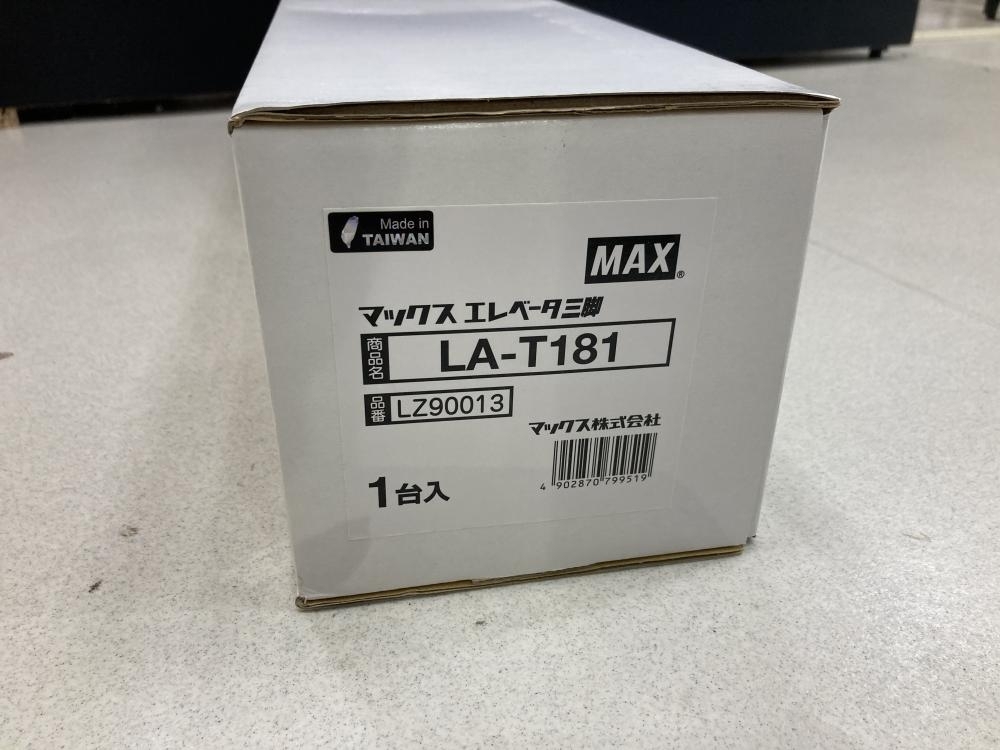 Made in
TAIWAN
MAX®
マックス エレベータ三脚
商品名 LA-T181
品番 LZ90013
マックス株式会社
4 902870 799519
1台入